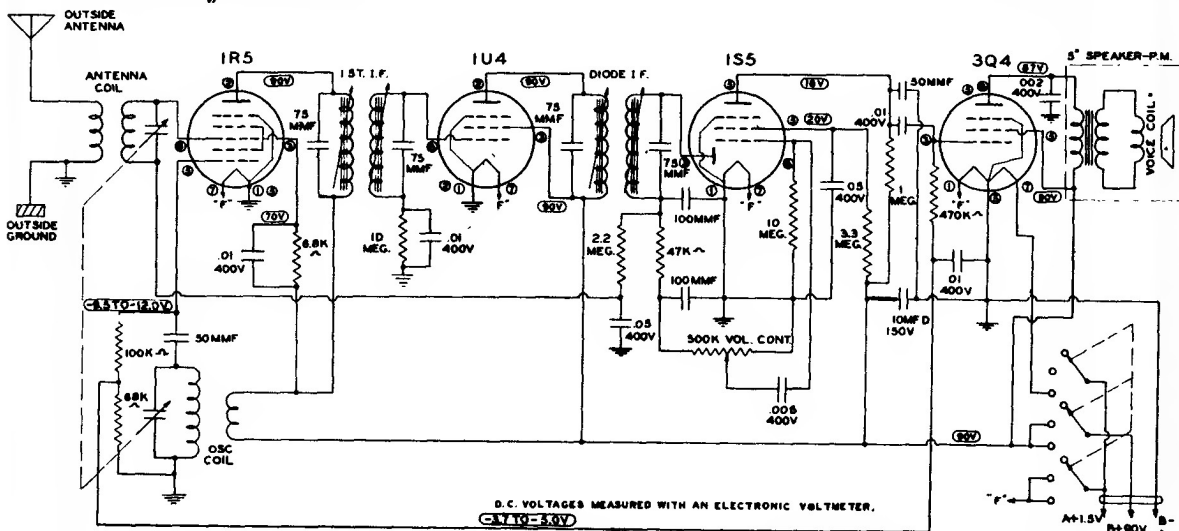 OUTSIDE
ANTENNA
1R5
1U4
1S5
3Q4
5" SPEAKER-P.M.
ANTENNA
COIL
90V
1ST. I.F.
90V
DIODE I.F.
18V
50MMF
87V
.002
400V
75
MMF
75
MMF
75
MMF
75
MMF
20V
.01
400V
VOICE COIL
"F"
"F"
"F"
"F"
"F"
OUTSIDE
GROUND
70V
90V
90V
.01
400V
6.8K
10
MEG.
.01
400V
2.2
MEG.
100MMF
47K
100MMF
10
MEG.
.05
400V
3.3
MEG.
1
MEG.
470K
.01
400V
10MFD
150V
-8.5 TO -12.0V
50MMF
100K
.05
400V
500K VOL. CONT.
.005
400V
OSC
COIL
90V
D.C. VOLTAGES MEASURED WITH AN ELECTRONIC VOLTMETER.
-3.7 TO -5.0V
"F"
A+1.5V
B+90V
B-